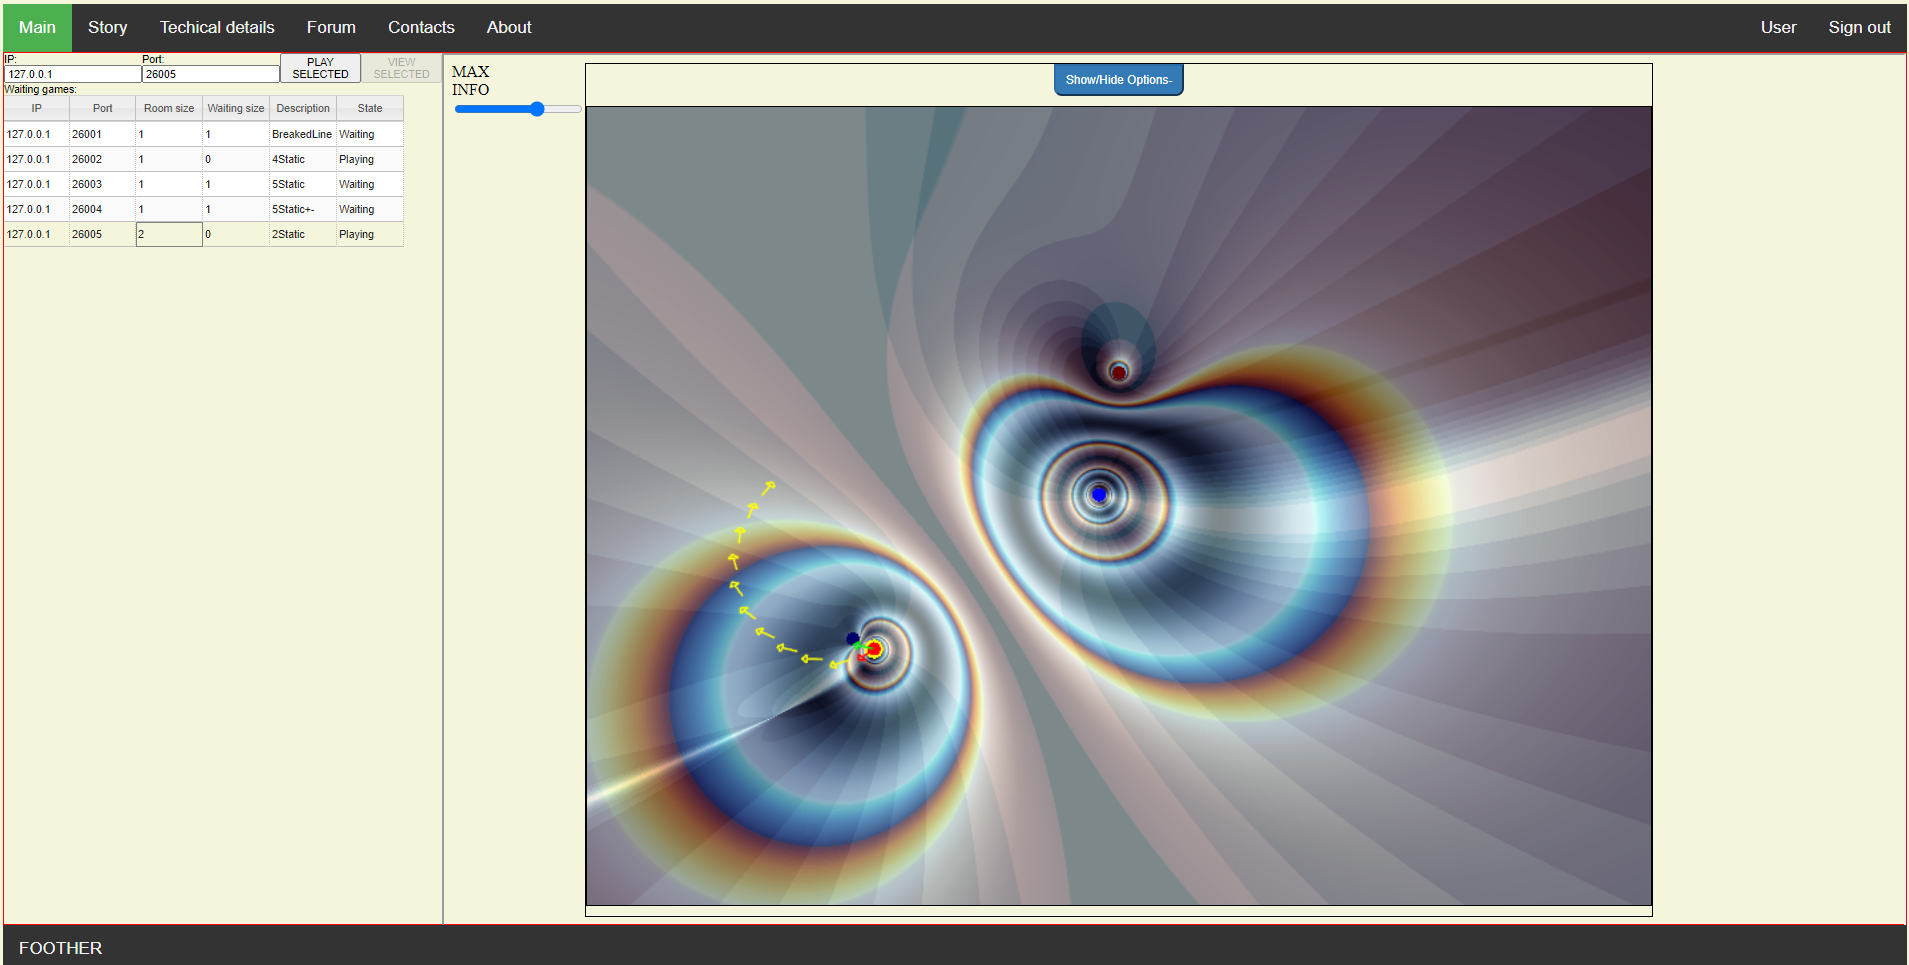 Main Story Techical details Forum Contacts About User Sign out
IP: Port:
127.0.0.1 26005 PLAY SELECTED VIEW SELECTED
Waiting games:
IP Port Room size Waiting size Description State
127.0.0.1 26001 1 1 BreakedLine Waiting
127.0.0.1 26002 1 0 4Static Playing
127.0.0.1 26003 1 1 5Static Waiting
127.0.0.1 26004 1 1 5Static+- Waiting
127.0.0.1 26005 2 0 2Static Playing
MAX
INFO
Show/Hide Options-
FOOTHER